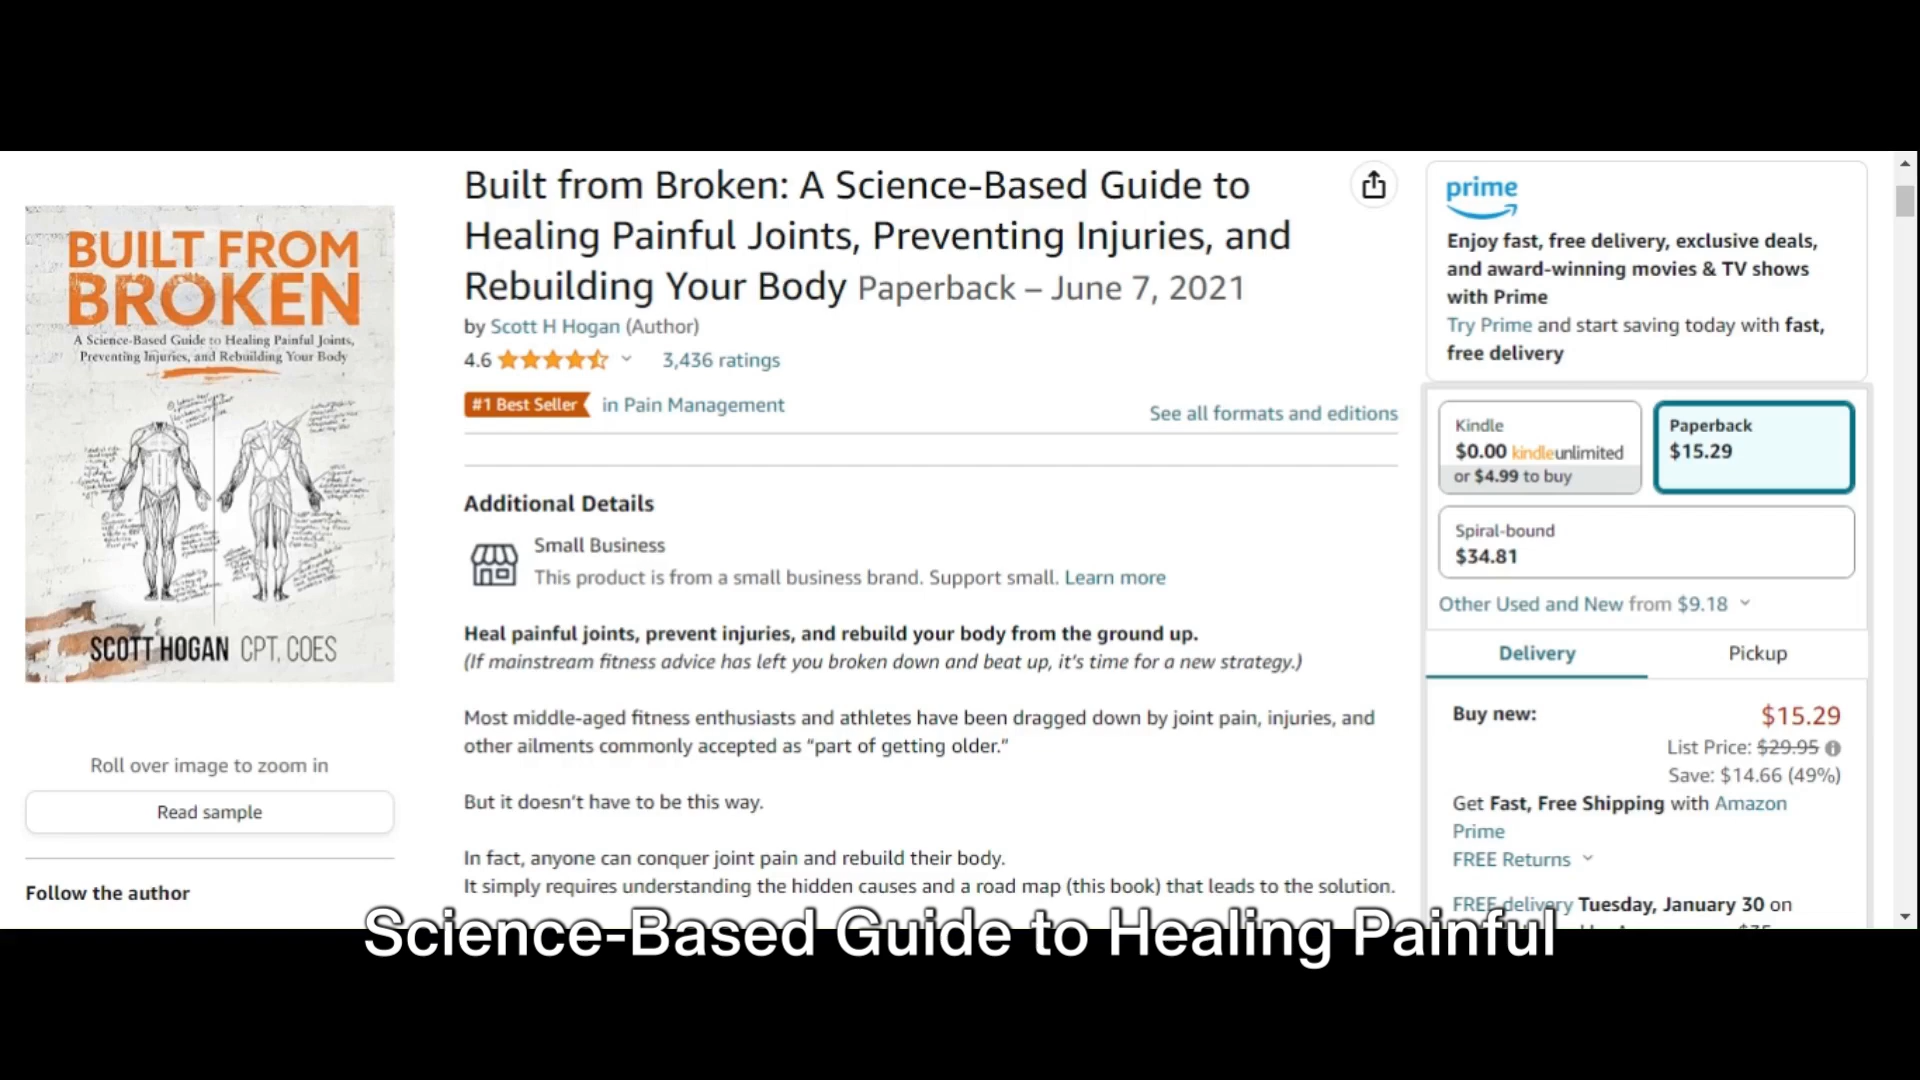 BUILT FROM
BROKEN
A Science-Based Guide to Healing Painful Joints,
Preventing Injuries, and Rebuilding Your Body
SCOTT HOGAN CPT, COES
Roll over image to zoom in
Read sample
Follow the author
Built from Broken: A Science-Based Guide to
Healing Painful Joints, Preventing Injuries, and
Rebuilding Your Body Paperback – June 7, 2021
by Scott H Hogan (Author)
4.6 3,436 ratings
#1 Best Seller in Pain Management
See all formats and editions
Additional Details
Small Business
This product is from a small business brand. Support small. Learn more
Heal painful joints, prevent injuries, and rebuild your body from the ground up.
(If mainstream fitness advice has left you broken down and beat up, it's time for a new strategy.)
Most middle-aged fitness enthusiasts and athletes have been dragged down by joint pain, injuries, and
other ailments commonly accepted as “part of getting older.”
But it doesn’t have to be this way.
In fact, anyone can conquer joint pain and rebuild their body.
It simply requires understanding the hidden causes and a road map (this book) that leads to the solution.
prime
Enjoy fast, free delivery, exclusive deals,
and award-winning movies & TV shows
with Prime
Try Prime and start saving today with fast,
free delivery
Kindle
$0.00 kindleunlimited
or $4.99 to buy
Paperback
$15.29
Spiral-bound
$34.81
Other Used and New from $9.18
Delivery
Pickup
Buy new:
$15.29
List Price: $29.95
Save: $14.66 (49%)
Get Fast, Free Shipping with Amazon
Prime
FREE Returns
FREE delivery Tuesday, January 30 on
Science-Based Guide to Healing Painful